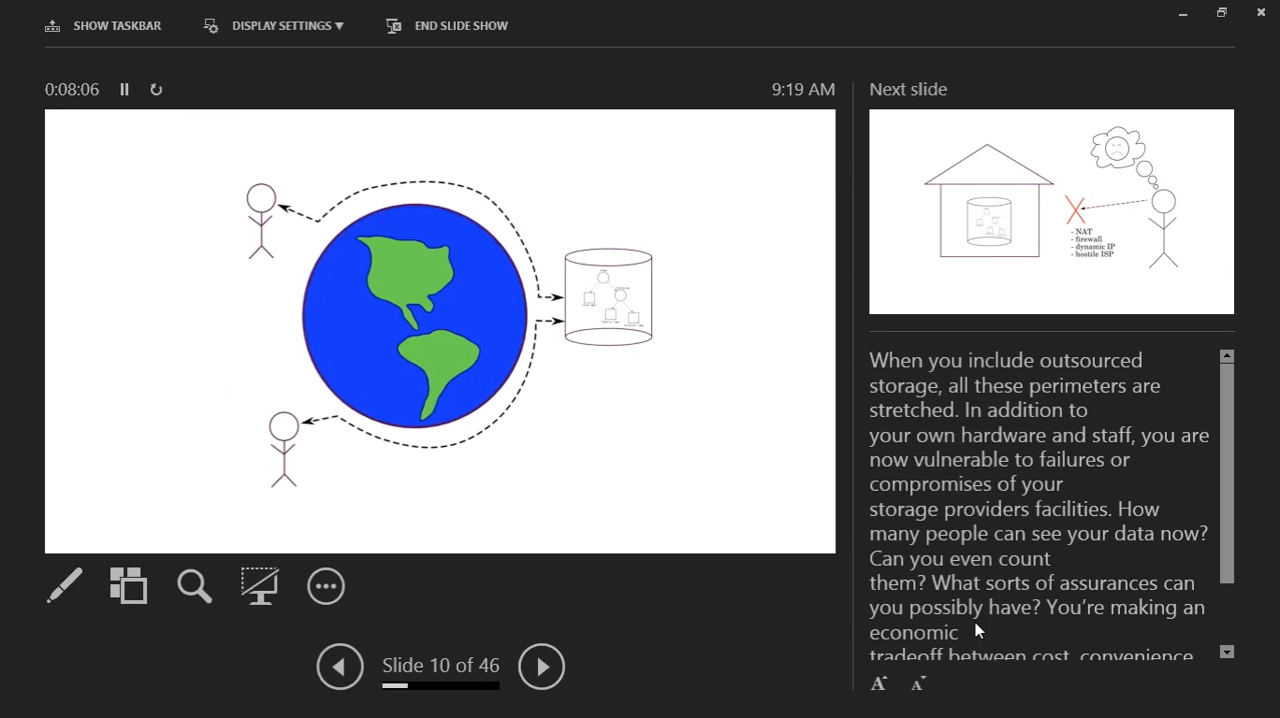 SHOW TASKBAR DISPLAY SETTINGS ▼ END SLIDE SHOW
0:08:06 9:19 AM Next slide
- NAT
- firewall
- dynamic IP
- hostile ISP
When you include outsourced
storage, all these perimeters are
stretched. In addition to
your own hardware and staff, you are
now vulnerable to failures or
compromises of your
storage providers facilities. How
many people can see your data now?
Can you even count
them? What sorts of assurances can
you possibly have? You're making an
economic
tradeoff between cost, convenience
Slide 10 of 46
A A